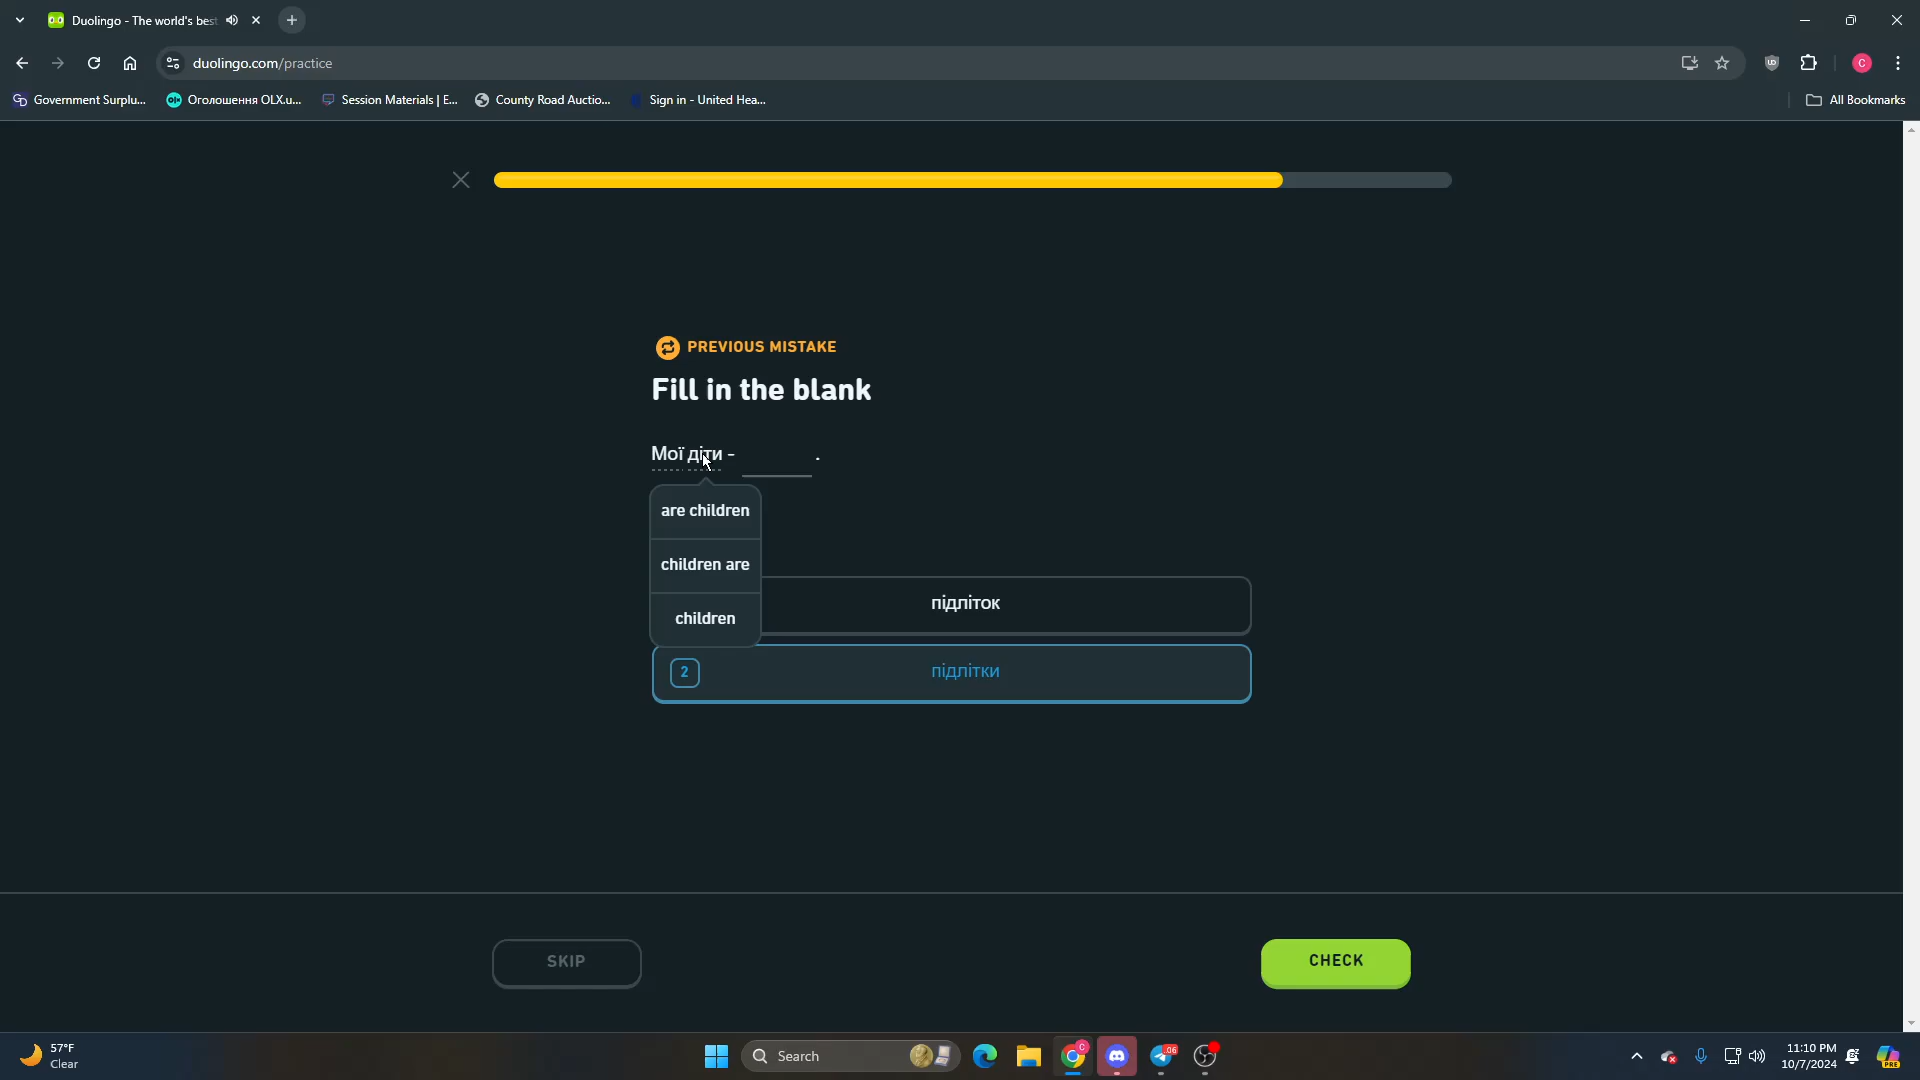 Duolingo - The world's best
duolingo.com/practice
Government Surplu...
Оголошення OLX.u...
Session Materials | E...
County Road Auctio...
Sign in - United Hea...
All Bookmarks
PREVIOUS MISTAKE
Fill in the blank
Мої діти - ______ .
are children
children are
children
підліток
2 підлітки
SKIP
CHECK
57°F
Clear
Search
11:10 PM
10/7/2024